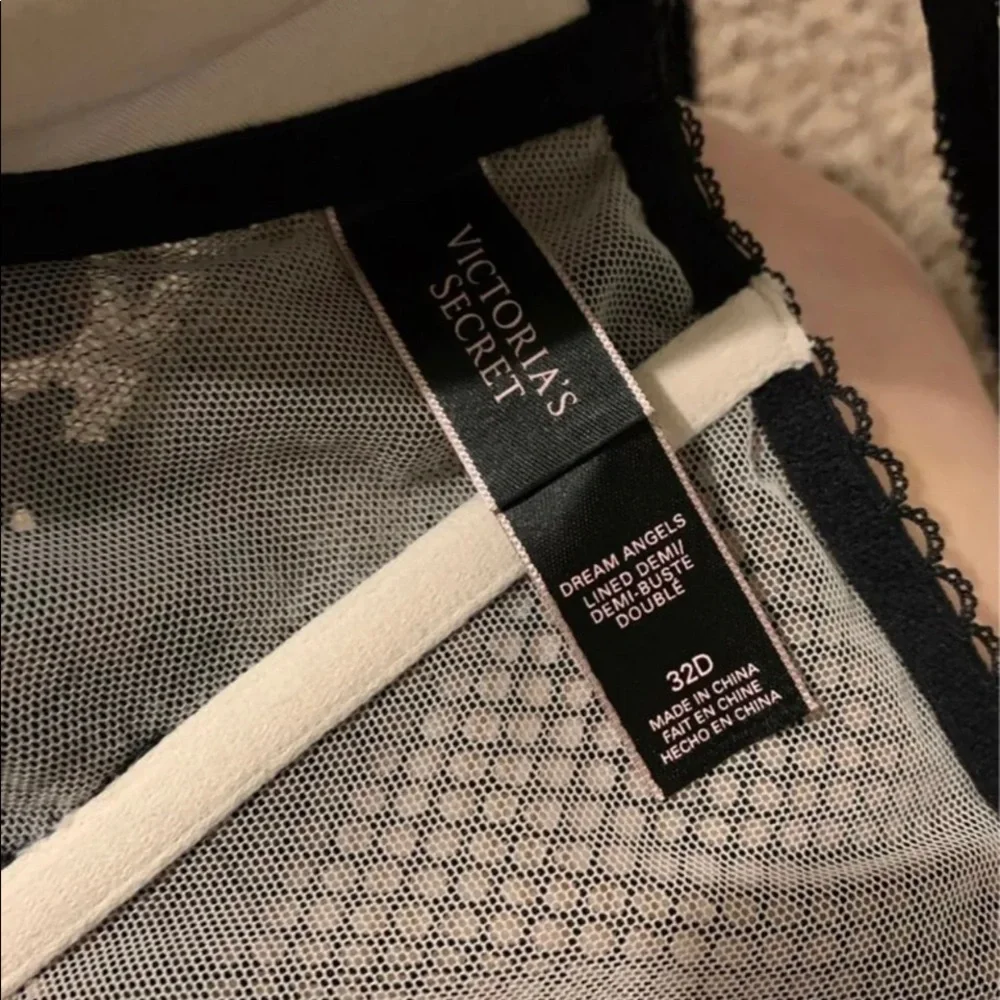 VICTORIA'S
SECRET
DREAM ANGELS
LINED DEMI/
DEMI-BUSTE
DOUBLÉ
32D
MADE IN CHINA
FAIT EN CHINE
HECHO EN CHINA